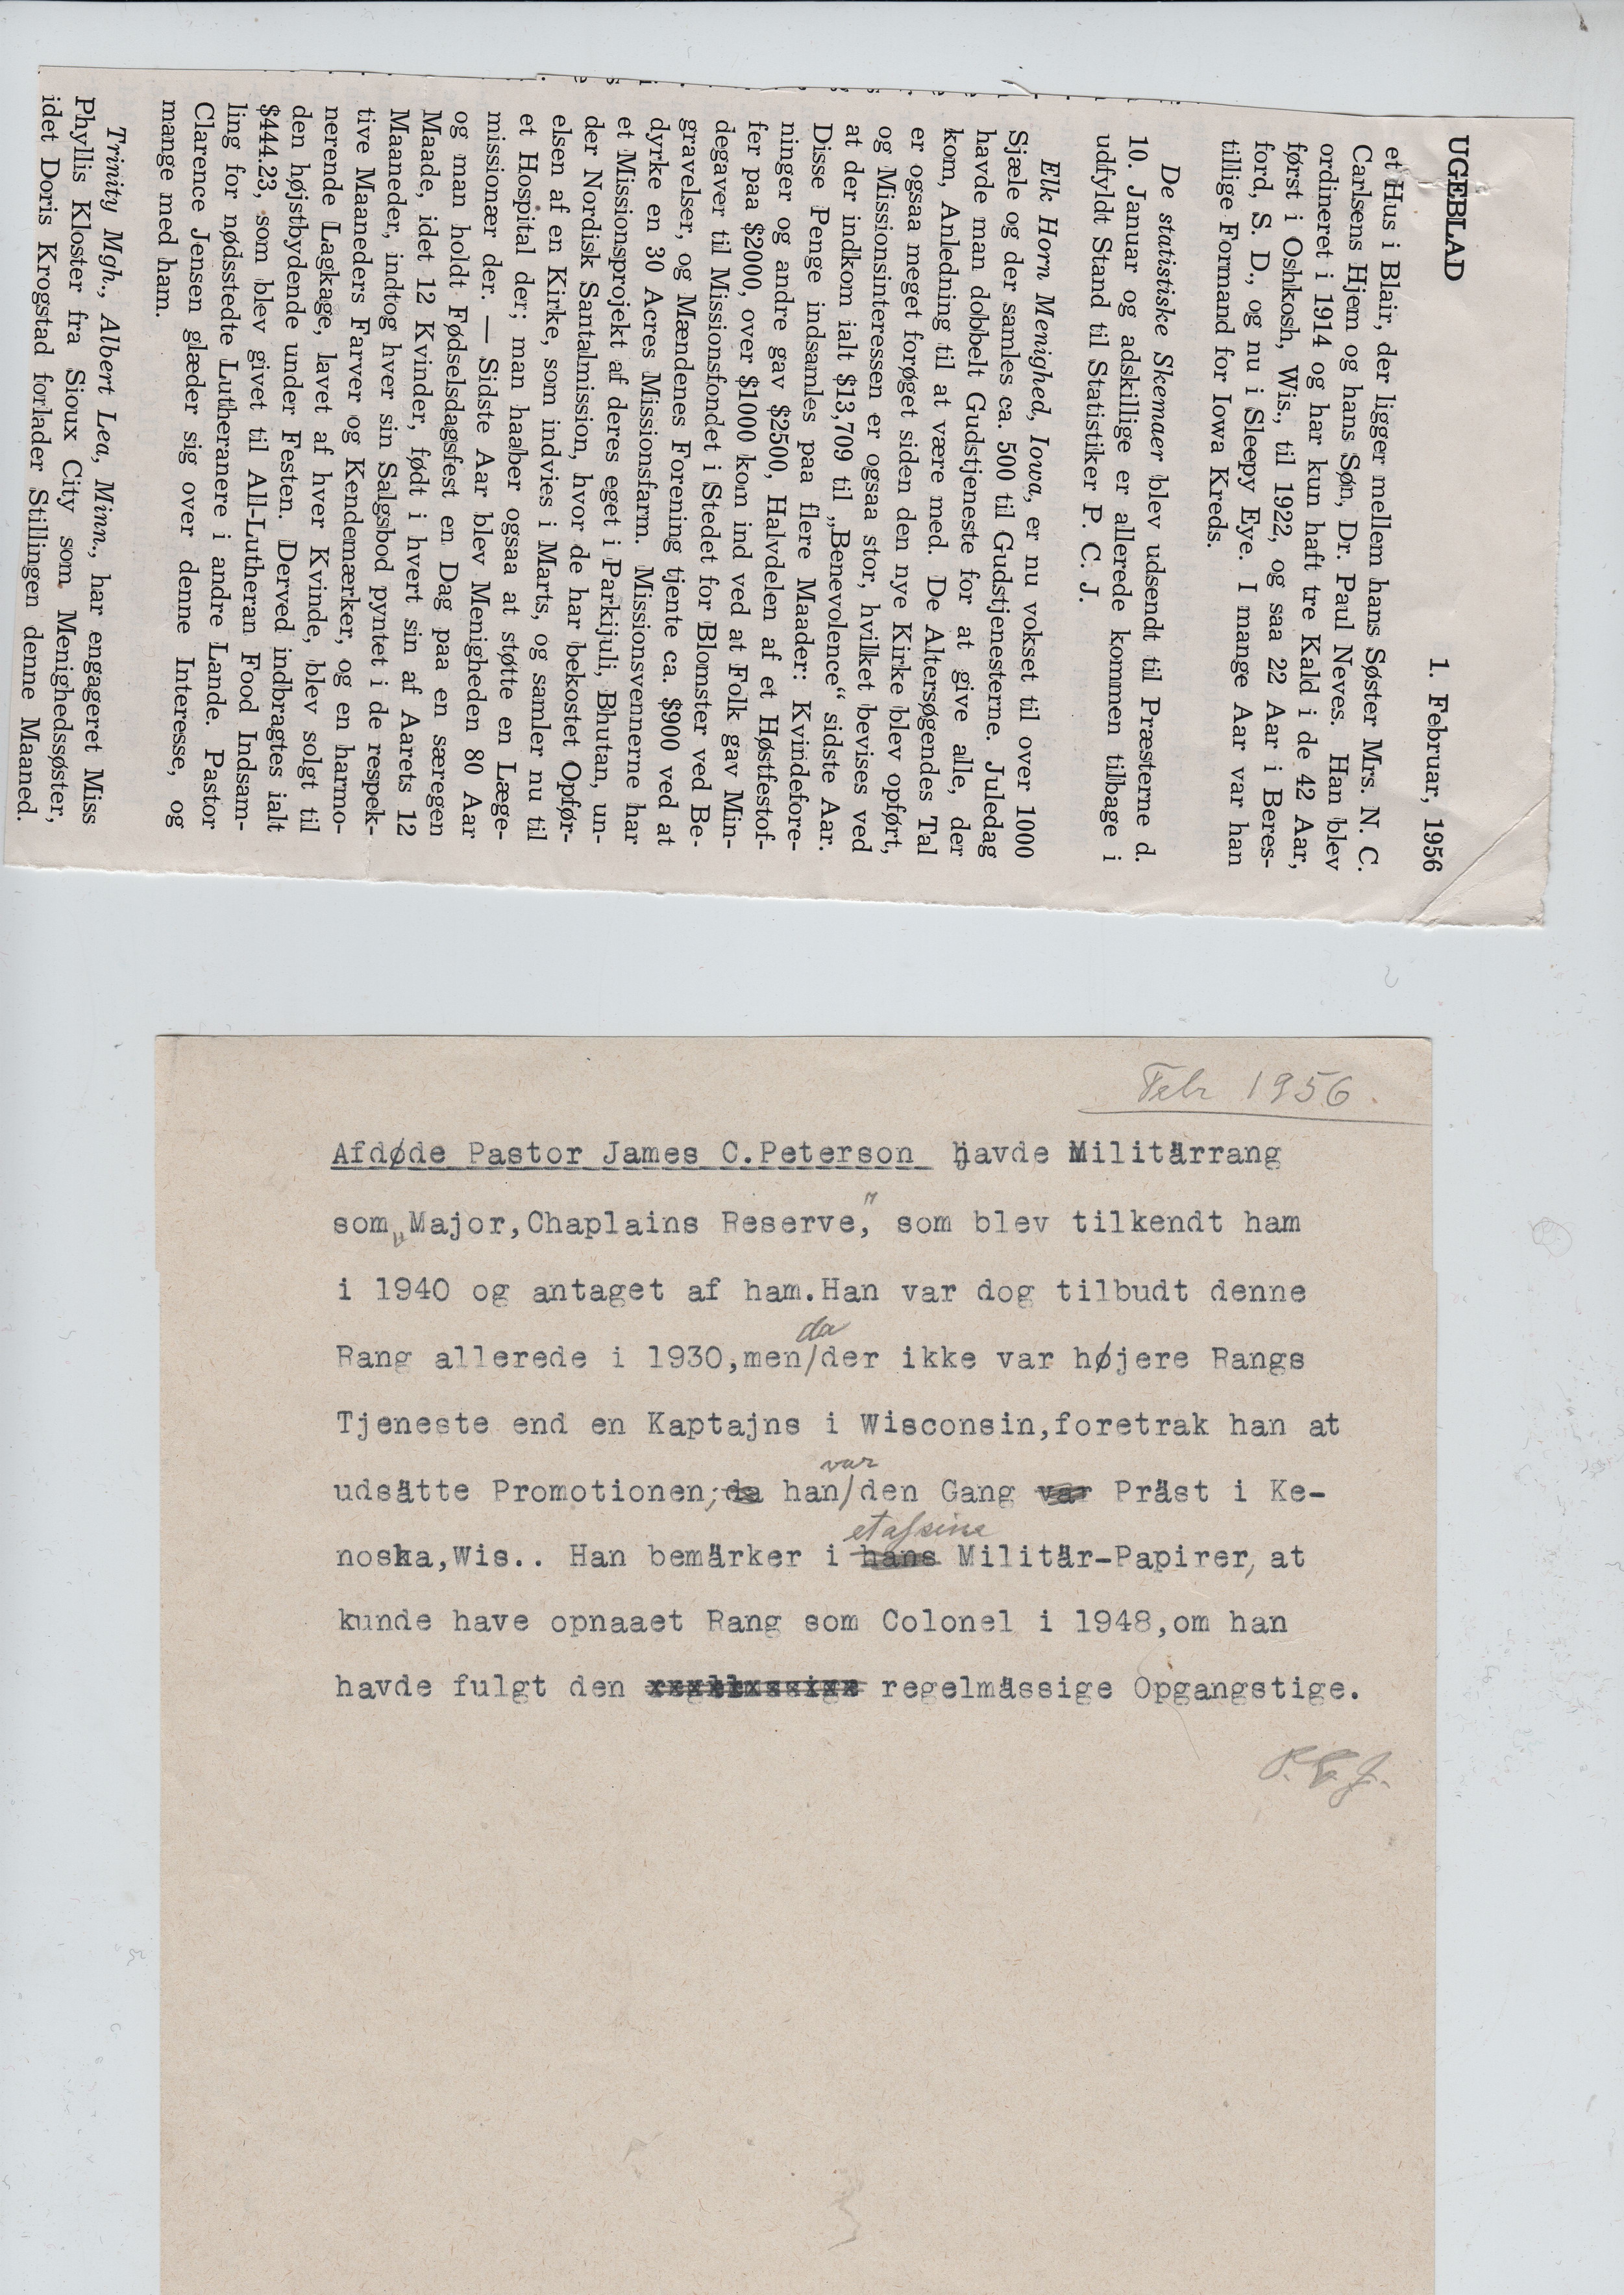 UGEBLAD 1. Februar, 1956
et Hus i Blair, der ligger mellem hans Søster Mrs. N. C.
Carlsens Hjem og hans Søn, Dr. Paul Neves. Han blev
ordineret i 1914 og har kun haft tre Kald i de 42 Aar,
først i Oshkosh, Wis., til 1922, og saa 22 Aar i Beres-
ford, S. D., og nu i Sleepy Eye. I mange Aar var han
tillige Formand for Iowa Kreds.
De statistiske Skemaer blev udsendt til Præsterne d.
10. Januar og adskillige er allerede kommen tilbage i
udfyldt Stand til Statistiker P. C. J.
Elk Horn Menighed, Iowa, er nu vokset til over 1000
Sjæle og der samles ca. 500 til Gudstjenesterne. Juledag
havde man dobbelt Gudstjeneste for at give alle, der
kom, Anledning til at være med. De Altersøgendes Tal
er ogsaa meget forøget siden den nye Kirke blev opført,
og Missionsinteressen er ogsaa stor, hvilket bevises ved
at der indkom ialt $13,709 til „Benevolence“ sidste Aar.
Disse Penge indsamles paa flere Maader: Kvindefore-
ninger og andre gav $2500, Halvdelen af et Høstfestof-
fer paa $2000, over $1000 kom ind ved at Folk gav Min-
degaver til Missionsfondet i Stedet for Blomster ved Be-
gravelser, og Mændenes Forening tjente ca. $900 ved at
dyrke en 30 Acres Missionsfarm. Missionsvennerne har
et Missionsprojekt af deres eget i Parkijuli, Bhutan, un-
der Nordisk Santalmission, hvor de har bekostet Opfør-
elsen af en Kirke, som indvies i Marts, og samler nu til
et Hospital der; man haaber ogsaa at støtte en Læge-
missionær der. — Sidste Aar blev Menigheden 80 Aar
og man holdt Fødselsdagsfest en Dag paa en særegen
Maade, idet 12 Kvinder, født i hvert sin af Aarets 12
Maaneder, indtog hver sin Salgsbod pyntet i de respek-
tive Maaneders Farver og Kendemærker, og en harmo-
nerende Lagkage, lavet af hver Kvinde, blev solgt til
den højstbydende under Festen. Derved indbragtes ialt
$444.23, som blev givet til All-Lutheran Food Indsam-
ling for nødsstedte Lutheranere i andre Lande. Pastor
Clarence Jensen glæder sig over denne Interesse, og
mange med ham.
Trinity Mgh., Albert Lea, Minn., har engageret Miss
Phyllis Kloster fra Sioux City som Menighedssøster,
idet Doris Krogstad forlader Stillingen denne Maaned.
Febr 1956.
Afdøde Pastor James C.Peterson havde Militärrang
som „Major,Chaplains Reserve,” som blev tilkendt ham
i 1940 og antaget af ham.Han var dog tilbudt denne
da
Rang allerede i 1930,men/der ikke var højere Rangs
Tjeneste end en Kaptajns i Wisconsin,foretrak han at
var
udsätte Promotionen; da han/den Gang var Präst i Ke-
et af sine
noska,Wis.. Han bemärker i hans Militär-Papirer, at
kunde have opnaaet Rang som Colonel i 1948,om han
havde fulgt den regelmässige Opgangstige.
P.C.J.